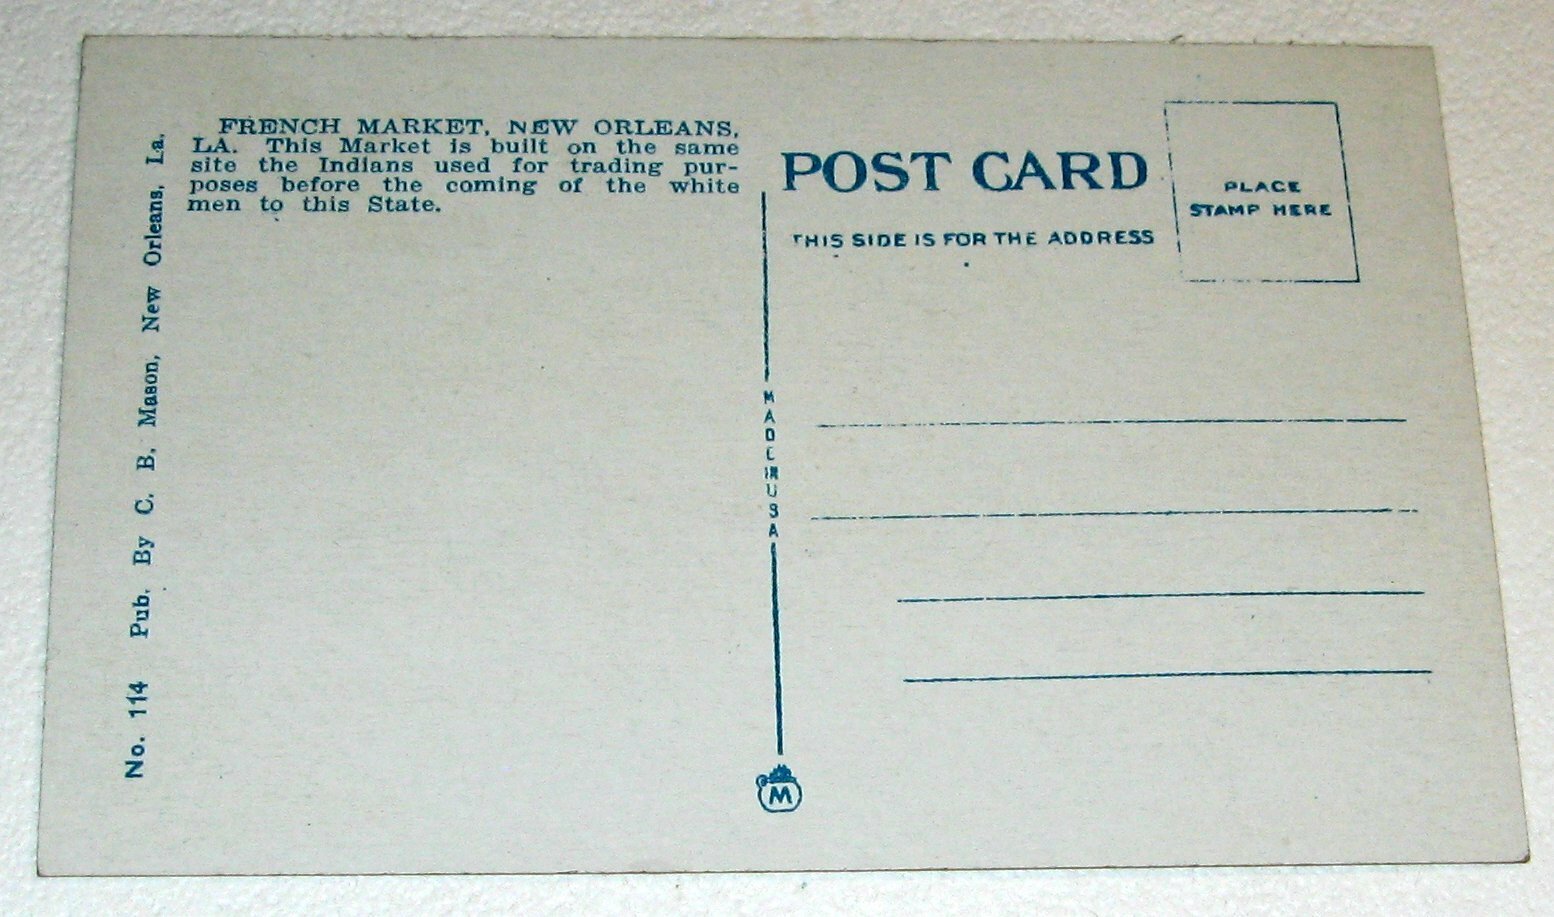 FRENCH MARKET, NEW ORLEANS,
LA. This Market is built on the same
site the Indians used for trading pur-
poses before the coming of the white
men to this State.
No. 114 Pub. By C. B. Mason, New Orleans, La.
POST CARD
THIS SIDE IS FOR THE ADDRESS
PLACE
STAMP HERE
MADE IN USA
M